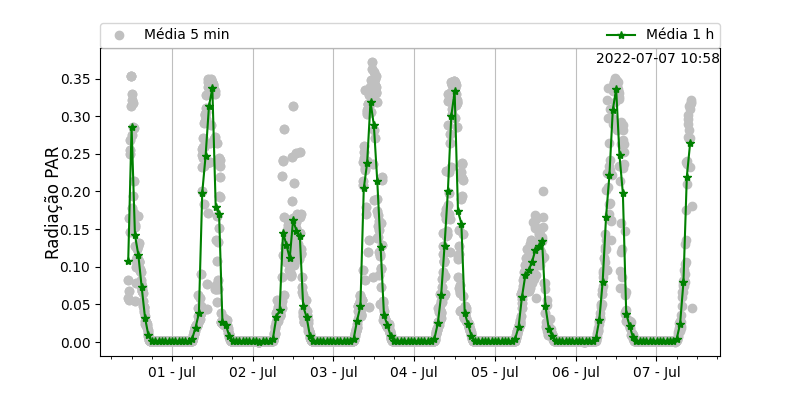 Média 5 min
Média 1 h
2022-07-07 10:58
Radiação PAR
0.35
0.30
0.25
0.20
0.15
0.10
0.05
0.00
01 - Jul
02 - Jul
03 - Jul
04 - Jul
05 - Jul
06 - Jul
07 - Jul